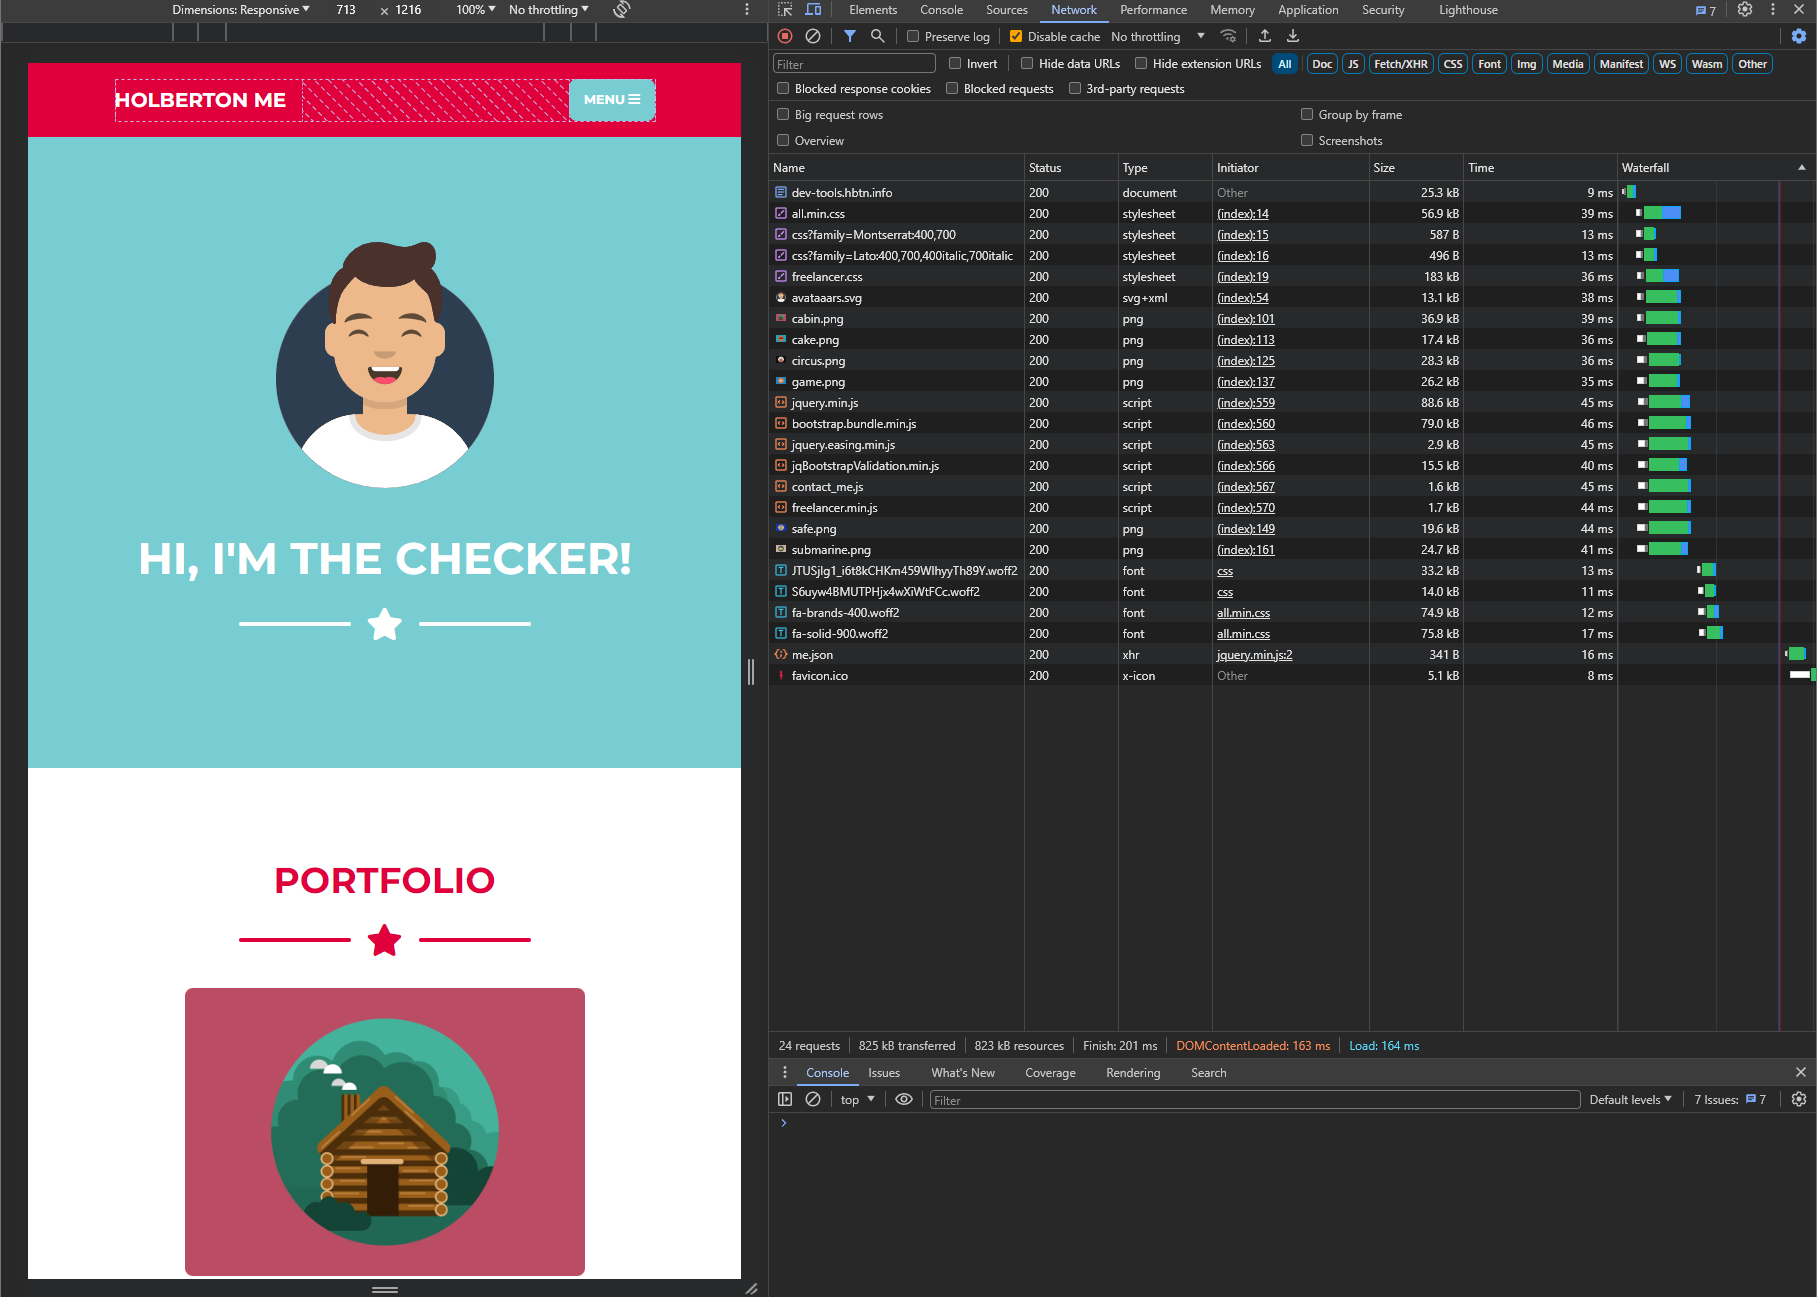 Dimensions: Responsive 713 × 1216 100% No throttling
HOLBERTON ME
MENU
HI, I'M THE CHECKER!
PORTFOLIO
Elements Console Sources Network Performance Memory Application Security Lighthouse 7
Preserve log Disable cache No throttling
Filter Invert Hide data URLs Hide extension URLs All Doc JS Fetch/XHR CSS Font Img Media Manifest WS Wasm Other
Blocked response cookies Blocked requests 3rd-party requests
Big request rows Group by frame
Overview Screenshots
Name Status Type Initiator Size Time Waterfall
dev-tools.hbtn.info 200 document Other 25.3 kB 9 ms
all.min.css 200 stylesheet (index):14 56.9 kB 39 ms
css?family=Montserrat:400,700 200 stylesheet (index):15 587 B 13 ms
css?family=Lato:400,700,400italic,700italic 200 stylesheet (index):16 496 B 13 ms
freelancer.css 200 stylesheet (index):19 183 kB 36 ms
avataaars.svg 200 svg+xml (index):54 13.1 kB 38 ms
cabin.png 200 png (index):101 36.9 kB 39 ms
cake.png 200 png (index):113 17.4 kB 36 ms
circus.png 200 png (index):125 28.3 kB 36 ms
game.png 200 png (index):137 26.2 kB 35 ms
jquery.min.js 200 script (index):559 88.6 kB 45 ms
bootstrap.bundle.min.js 200 script (index):560 79.0 kB 46 ms
jquery.easing.min.js 200 script (index):563 2.9 kB 45 ms
jqBootstrapValidation.min.js 200 script (index):566 15.5 kB 40 ms
contact_me.js 200 script (index):567 1.6 kB 45 ms
freelancer.min.js 200 script (index):570 1.7 kB 44 ms
safe.png 200 png (index):149 19.6 kB 44 ms
submarine.png 200 png (index):161 24.7 kB 41 ms
JTUSjIg1_i6t8kCHKm459WlhyyTh89Y.woff2 200 font css 33.2 kB 13 ms
S6uyw4BMUTPHjx4wXiWtFCc.woff2 200 font css 14.0 kB 11 ms
fa-brands-400.woff2 200 font all.min.css 74.9 kB 12 ms
fa-solid-900.woff2 200 font all.min.css 75.8 kB 17 ms
me.json 200 xhr jquery.min.js:2 341 B 16 ms
favicon.ico 200 x-icon Other 5.1 kB 8 ms
24 requests 825 kB transferred 823 kB resources Finish: 201 ms DOMContentLoaded: 163 ms Load: 164 ms
Console Issues What's New Coverage Rendering Search
top Filter Default levels 7 Issues: 7